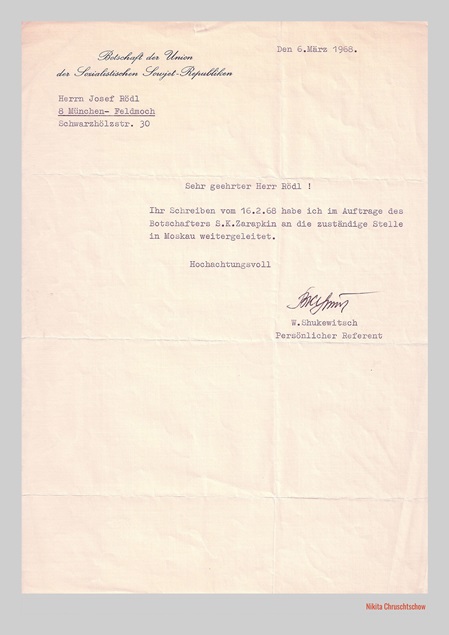 Botschaft der Union
der Sozialistischen Sowjet-Republiken
Den 6.März 1968.
Herrn Josef Rödl
8 München- Feldmoch
Schwarzhölzstr. 30
Sehr geehrter Herr Rödl !
Ihr Schreiben vom 16.2.68 habe ich im Auftrage des
Botschafters S.K.Zarapkin an die zuständige Stelle
in Moskau weitergeleitet.
Hochachtungsvoll
W.Shukewitsch
Persönlicher Referent
Nikita Chruschtschow